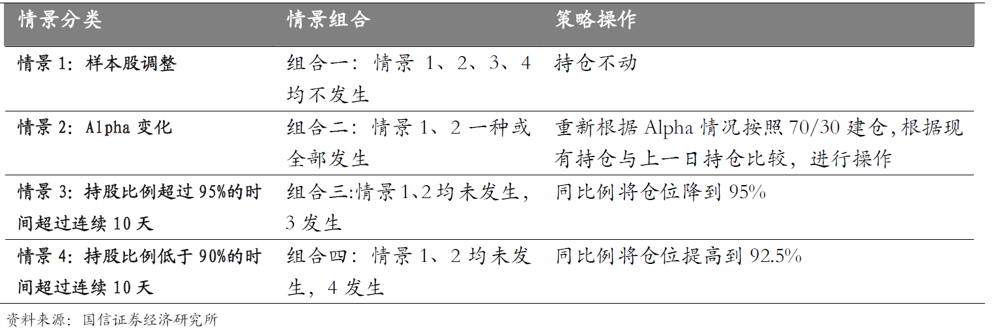 情景分类 情景组合 策略操作
情景 1：样本股调整 组合一：情景 1、2、3、4 持仓不动
均不发生
情景 2：Alpha 变化 组合二：情景 1、2 一种或 重新根据 Alpha 情况按照 70/30 建仓，根据现
全部发生 有持仓与上一日持仓比较，进行操作
情景 3：持股比例超过 95%的时 组合三:情景 1、2 均未发生， 同比例将仓位降到 95%
间超过连续 10 天 3 发生
情景 4：持股比例低于 90%的时 组合四：情景 1、2 均未发 同比例将仓位提高到 92.5%
间超过连续 10 天 生，4 发生
资料来源：国信证券经济研究所